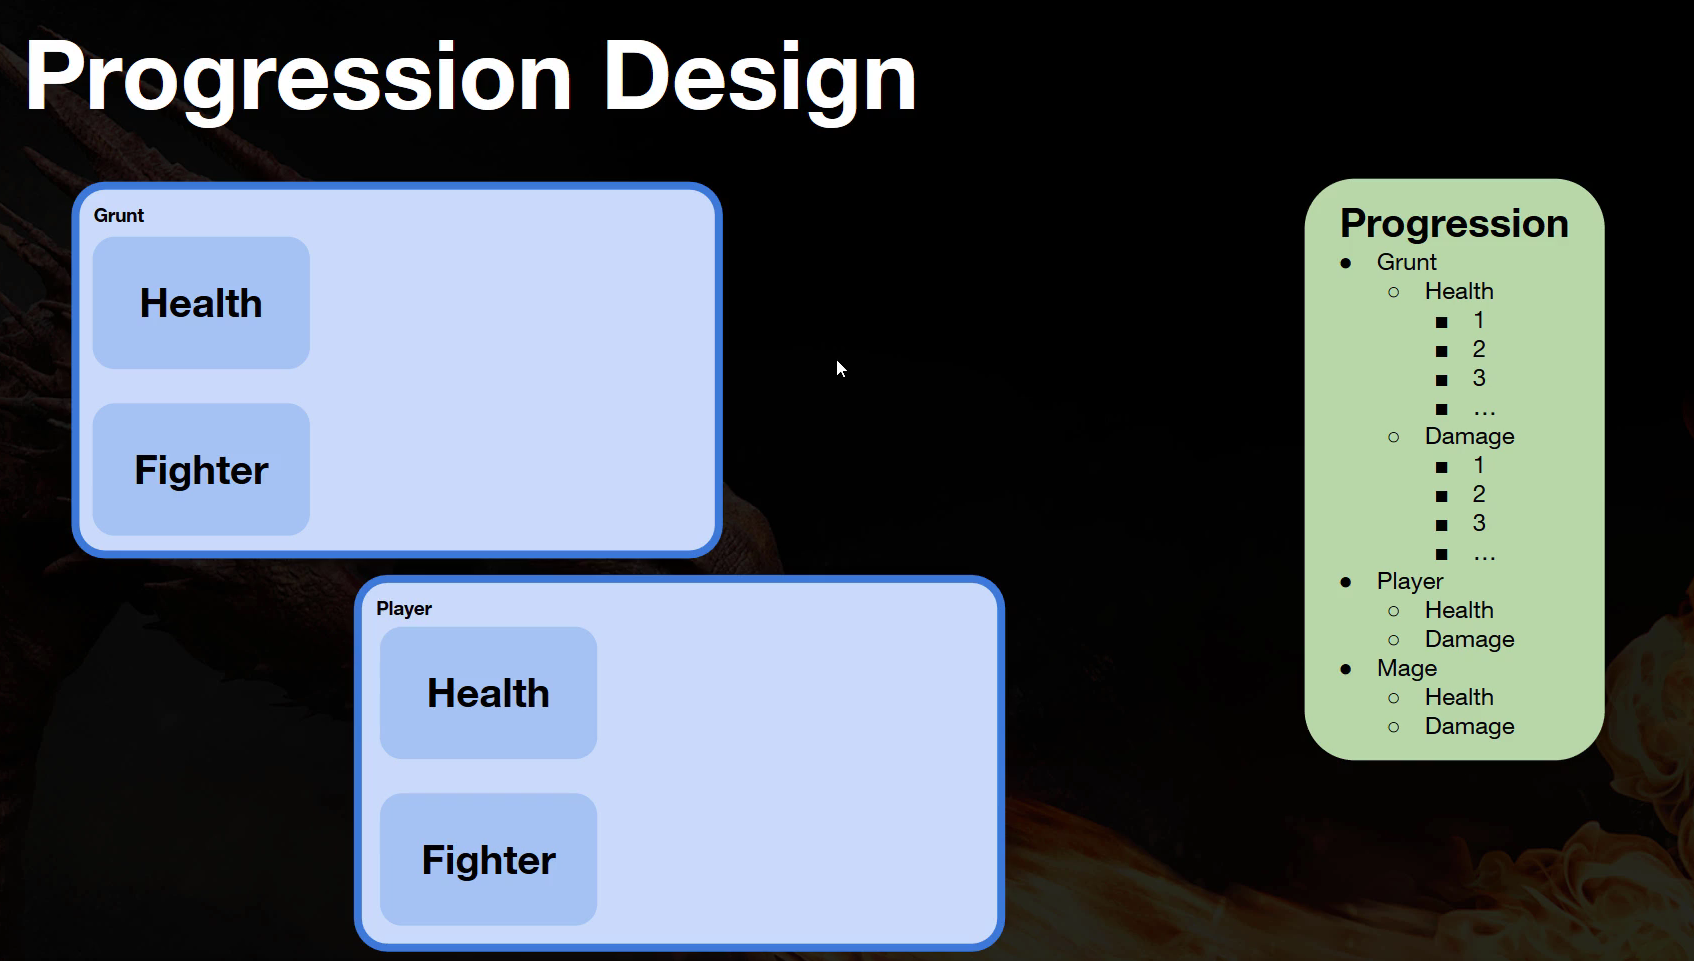 Progression Design
Grunt
Health
Fighter
Player
Health
Fighter
Progression
● Grunt
○ Health
■ 1
■ 2
■ 3
■ ...
○ Damage
■ 1
■ 2
■ 3
■ ...
● Player
○ Health
○ Damage
● Mage
○ Health
○ Damage